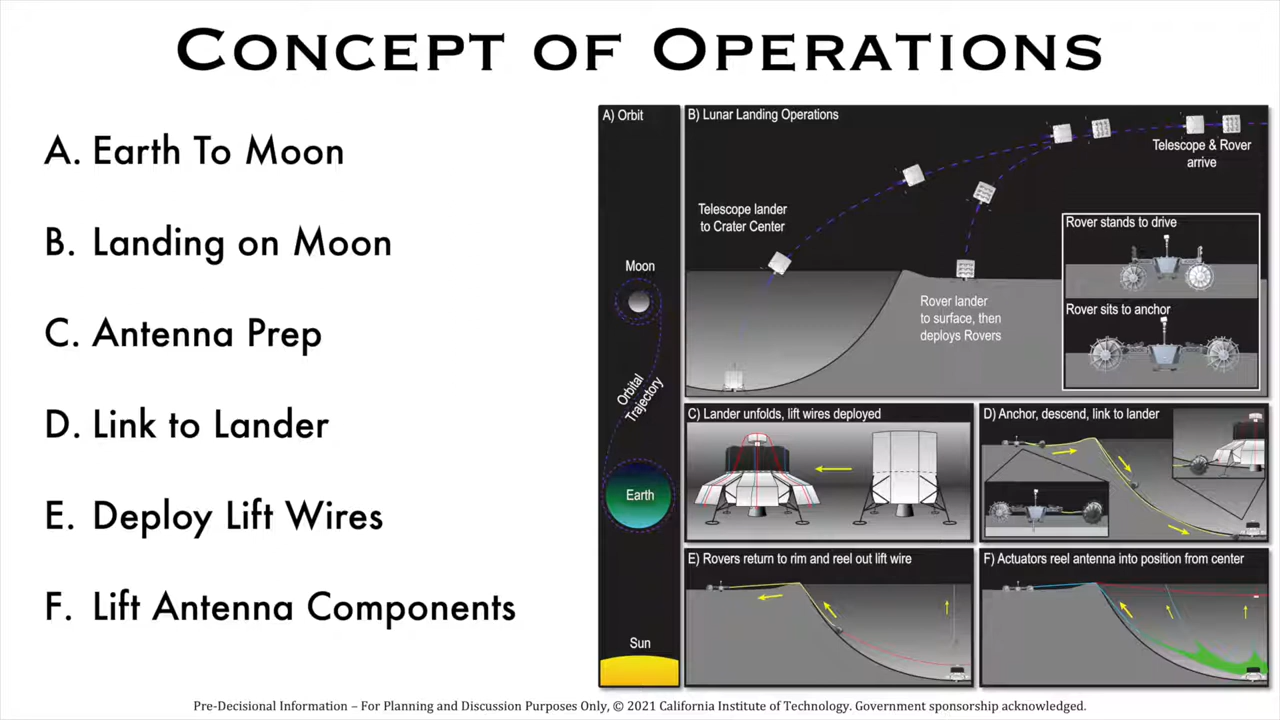 CONCEPT OF OPERATIONS
A. Earth To Moon
B. Landing on Moon
C. Antenna Prep
D. Link to Lander
E. Deploy Lift Wires
F. Lift Antenna Components
A) Orbit
Moon
Orbital
Trajectory
Earth
Sun
B) Lunar Landing Operations
Telescope & Rover
arrive
Telescope lander
to Crater Center
Rover lander
to surface, then
deploys Rovers
Rover stands to drive
Rover sits to anchor
C) Lander unfolds, lift wires deployed
D) Anchor, descend, link to lander
E) Rovers return to rim and reel out lift wire
F) Actuators reel antenna into position from center
Pre-Decisional Information – For Planning and Discussion Purposes Only, © 2021 California Institute of Technology. Government sponsorship acknowledged.